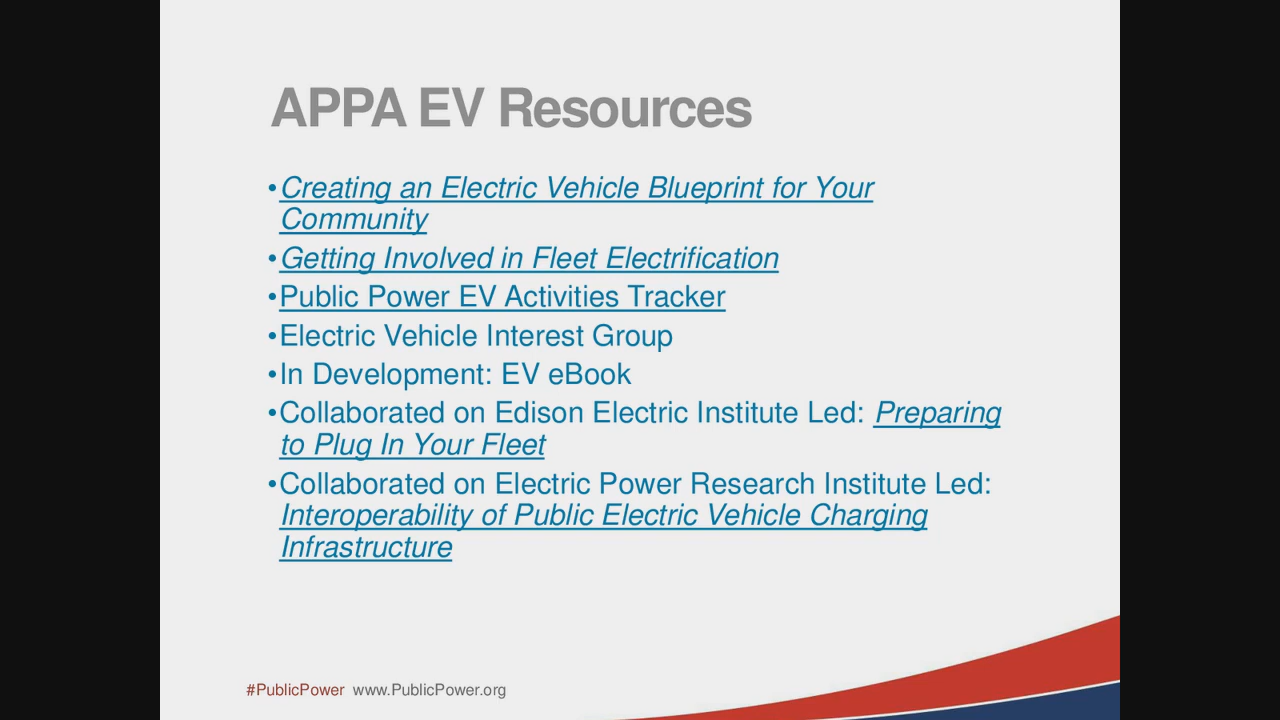 APPA EV Resources
•Creating an Electric Vehicle Blueprint for Your
Community
•Getting Involved in Fleet Electrification
•Public Power EV Activities Tracker
•Electric Vehicle Interest Group
•In Development: EV eBook
•Collaborated on Edison Electric Institute Led: Preparing
to Plug In Your Fleet
•Collaborated on Electric Power Research Institute Led:
Interoperability of Public Electric Vehicle Charging
Infrastructure
#PublicPower www.PublicPower.org